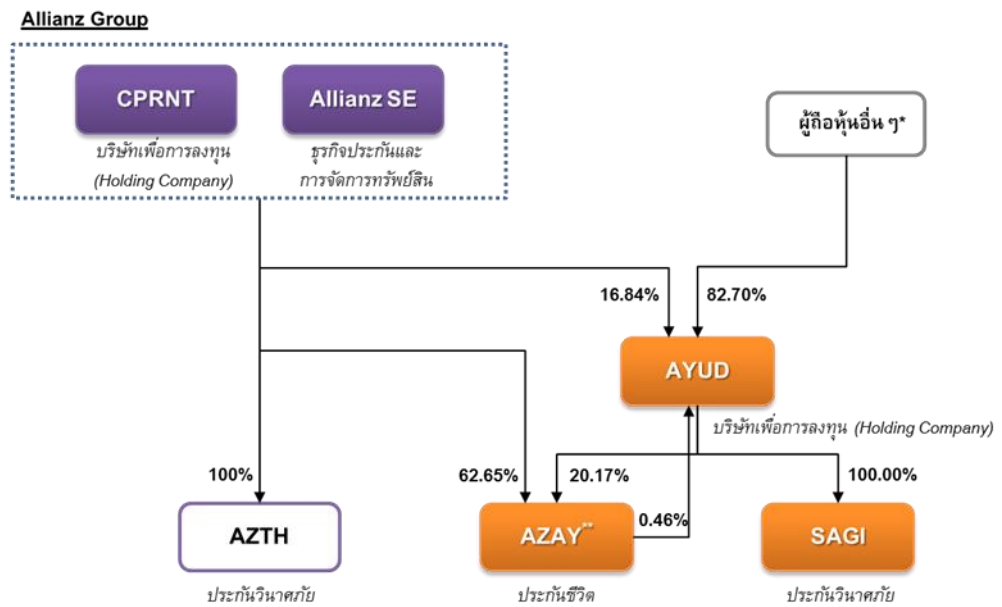 Allianz Group
CPRNT
Allianz SE
ผู้ถือหุ้นอื่น ๆ*
บริษัทเพื่อการลงทุน
(Holding Company)
ธุรกิจประกันและ
การจัดการทรัพย์สิน
16.84%
82.70%
AYUD
บริษัทเพื่อการลงทุน (Holding Company)
100%
62.65%
20.17%
100.00%
0.46%
AZTH
AZAY**
SAGI
ประกันวินาศภัย
ประกันชีวิต
ประกันวินาศภัย